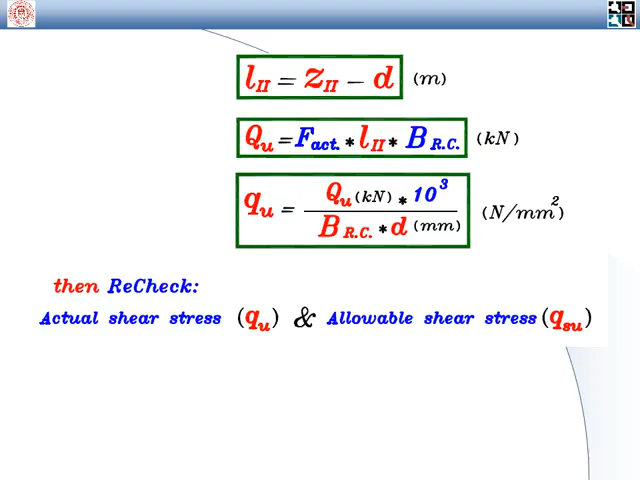 l_II = z_II − d (m)
Q_u = F_act. * l_II * B_R.C. (kN)
q_u = Q_u (kN) * 10^3 / B_R.C. * d (mm) (N/mm^2)
then ReCheck:
Actual shear stress (q_u) & Allowable shear stress (q_su)